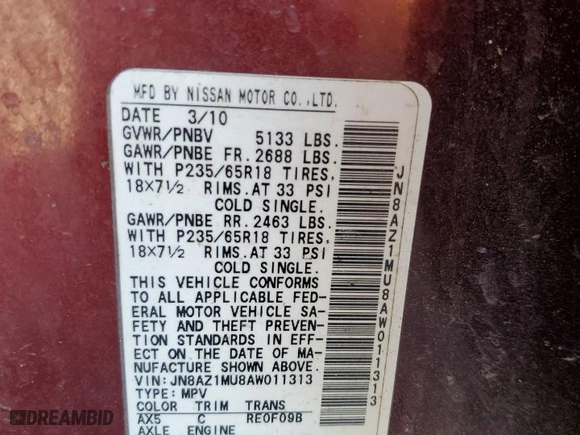 MFD BY NISSAN MOTOR CO.,LTD.
DATE 3/10
GVWR/PNBV 5133 LBS.
GAWR/PNBE FR. 2688 LBS.
WITH P235/65R18 TIRES,
18×7½ RIMS. AT 33 PSI
COLD SINGLE.
GAWR/PNBE RR. 2463 LBS.
WITH P235/65R18 TIRES,
18×7½ RIMS. AT 33 PSI
COLD SINGLE.
THIS VEHICLE CONFORMS
TO ALL APPLICABLE FED-
ERAL MOTOR VEHICLE SA-
FETY AND THEFT PREVEN-
TION STANDARDS IN EFF-
ECT ON THE DATE OF MA-
NUFACTURE SHOWN ABOVE.
VIN: JN8AZ1MU8AW011313
TYPE: MPV
COLOR TRIM TRANS
AX5 C RE0F09B
AXLE ENGINE
JN8AZ1MU8AW011313
DREAMBID